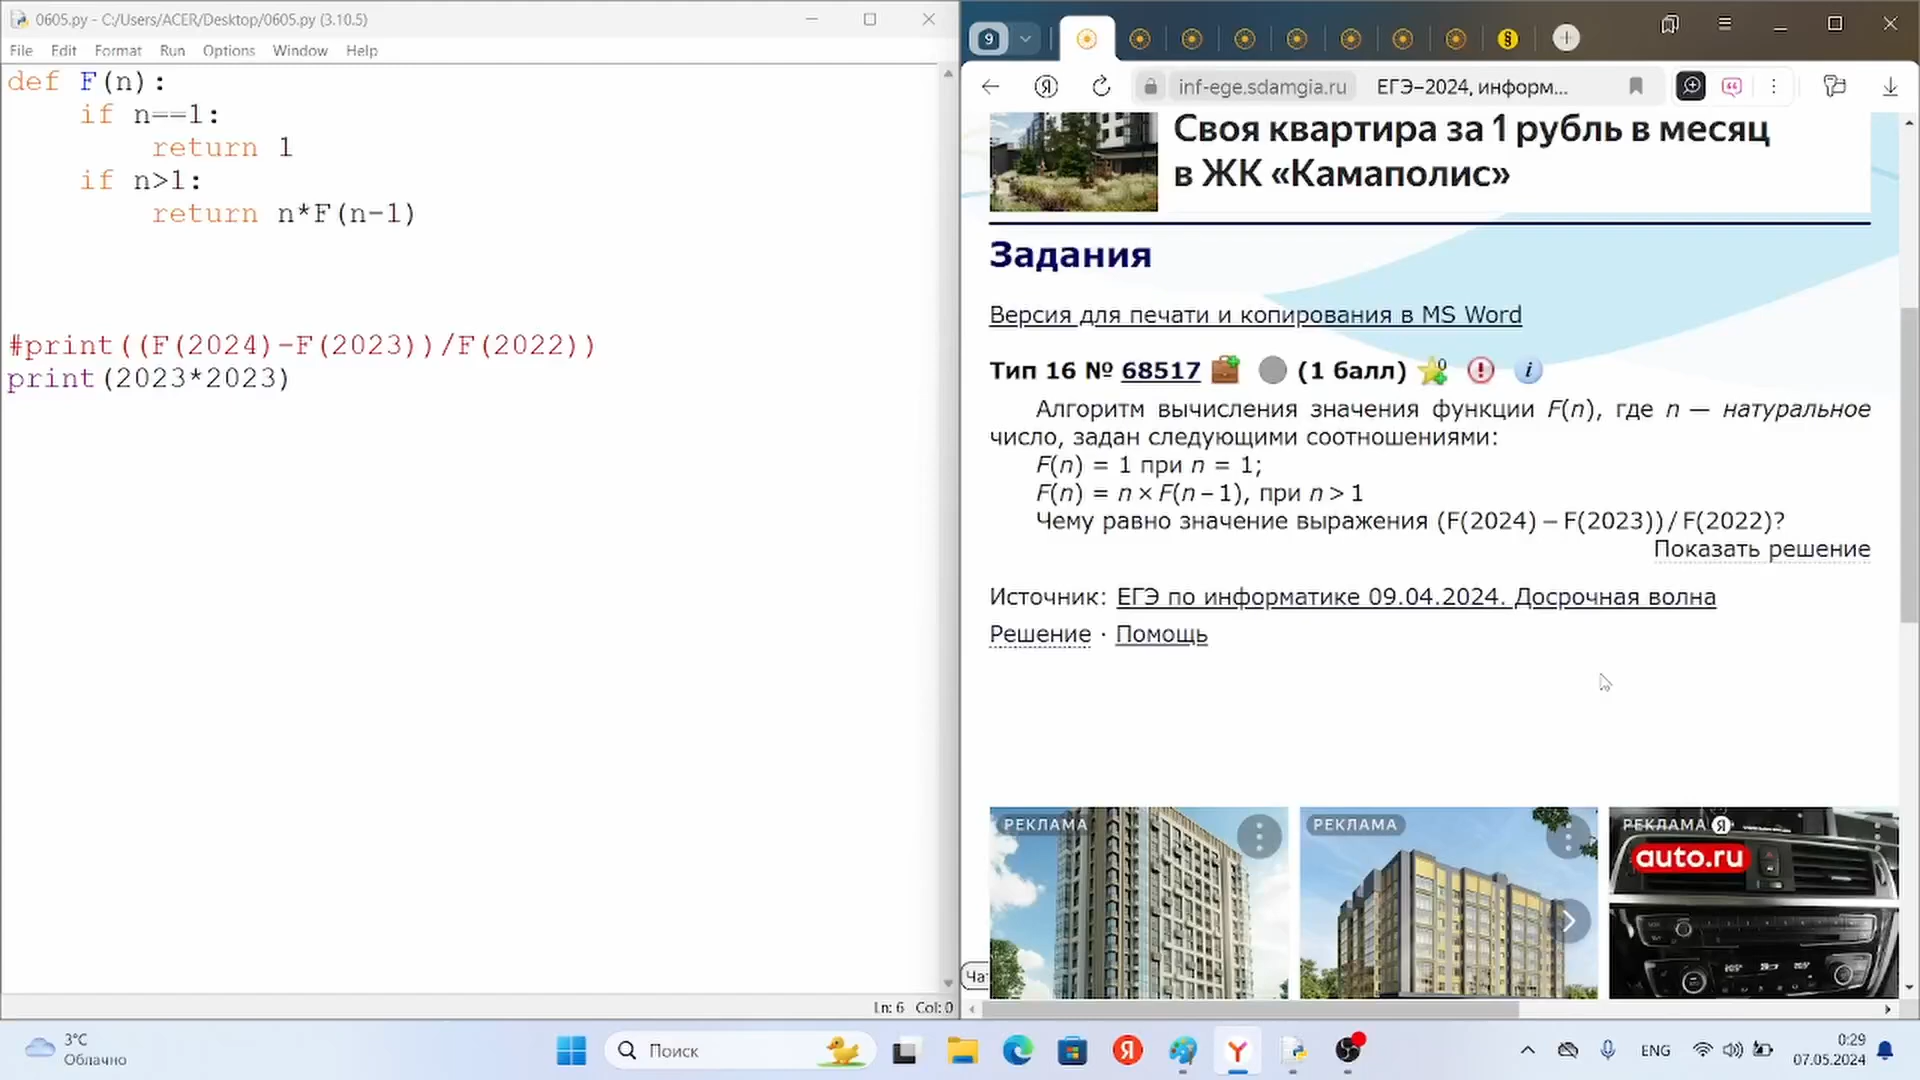 0605.py - C:/Users/ACER/Desktop/0605.py (3.10.5)
File Edit Format Run Options Window Help
def F(n):
    if n==1:
        return 1
    if n>1:
        return n*F(n-1)
#print((F(2024)-F(2023))/F(2022))
print(2023*2023)
Ln: 6 Col: 0
9
inf-ege.sdamgia.ru ЕГЭ–2024, информ...
Своя квартира за 1 рубль в месяц
в ЖК «Камаполис»
Задания
Версия для печати и копирования в MS Word
Тип 16 № 68517 (1 балл) 0
Алгоритм вычисления значения функции F(n), где n — натуральное
число, задан следующими соотношениями:
F(n) = 1 при n = 1;
F(n) = n × F(n – 1), при n > 1
Чему равно значение выражения (F(2024) – F(2023)) / F(2022)?
Показать решение
Источник: ЕГЭ по информатике 09.04.2024. Досрочная волна
Решение · Помощь
РЕКЛАМА
РЕКЛАМА
РЕКЛАМА Я
auto.ru
Чат
3°C
Облачно
Поиск
ENG
0:29
07.05.2024